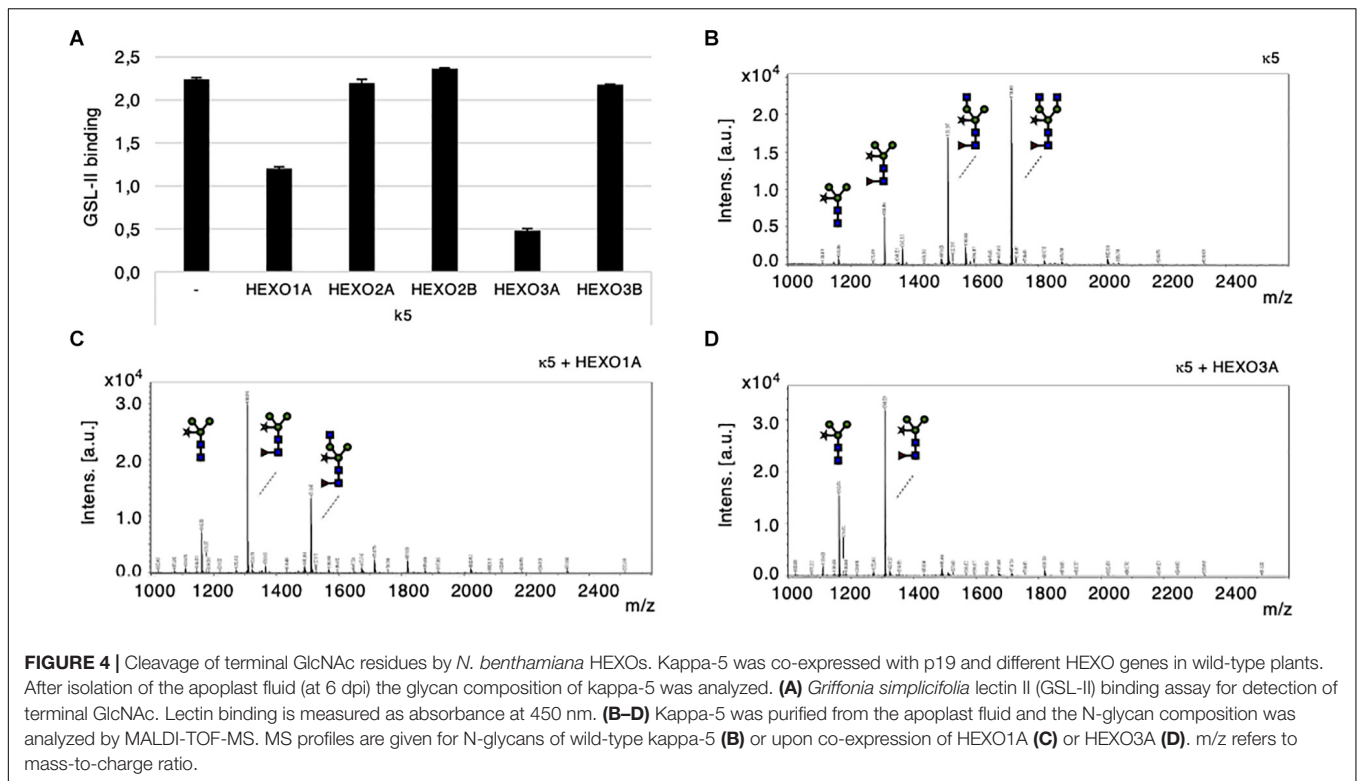 A
2,5
2,0
1,5
1,0
0,5
0,0
GSL-II binding
- HEXO1A HEXO2A HEXO2B HEXO3A HEXO3B
k5
B
κ5
x10⁴
2.0
1.5
1.0
0.5
0.0
Intens. [a.u.]
1000 1200 1400 1600 1800 2000 2200 2400
m/z
C
κ5 + HEXO1A
x10⁴
3.0
2.0
1.0
0.0
Intens. [a.u.]
1000 1200 1400 1600 1800 2000 2200 2400
m/z
D
κ5 + HEXO3A
x10⁴
3.0
2.0
1.0
0.0
Intens. [a.u.]
1000 1200 1400 1600 1800 2000 2200 2400
m/z
FIGURE 4 | Cleavage of terminal GlcNAc residues by N. benthamiana HEXOs. Kappa-5 was co-expressed with p19 and different HEXO genes in wild-type plants.
After isolation of the apoplast fluid (at 6 dpi) the glycan composition of kappa-5 was analyzed. (A) Griffonia simplicifolia lectin II (GSL-II) binding assay for detection of
terminal GlcNAc. Lectin binding is measured as absorbance at 450 nm. (B–D) Kappa-5 was purified from the apoplast fluid and the N-glycan composition was
analyzed by MALDI-TOF-MS. MS profiles are given for N-glycans of wild-type kappa-5 (B) or upon co-expression of HEXO1A (C) or HEXO3A (D). m/z refers to
mass-to-charge ratio.